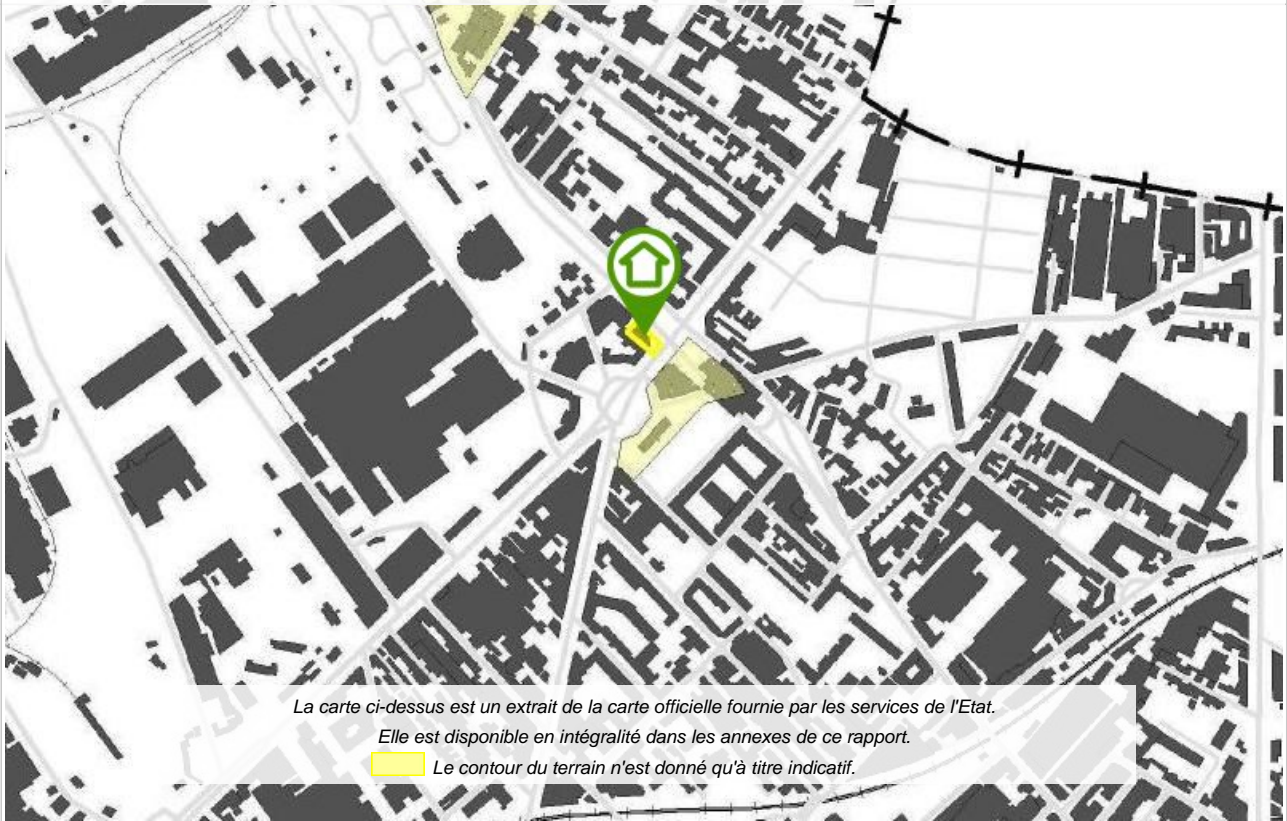 La carte ci-dessus est un extrait de la carte officielle fournie par les services de l'Etat.
Elle est disponible en intégralité dans les annexes de ce rapport.
Le contour du terrain n'est donné qu'à titre indicatif.